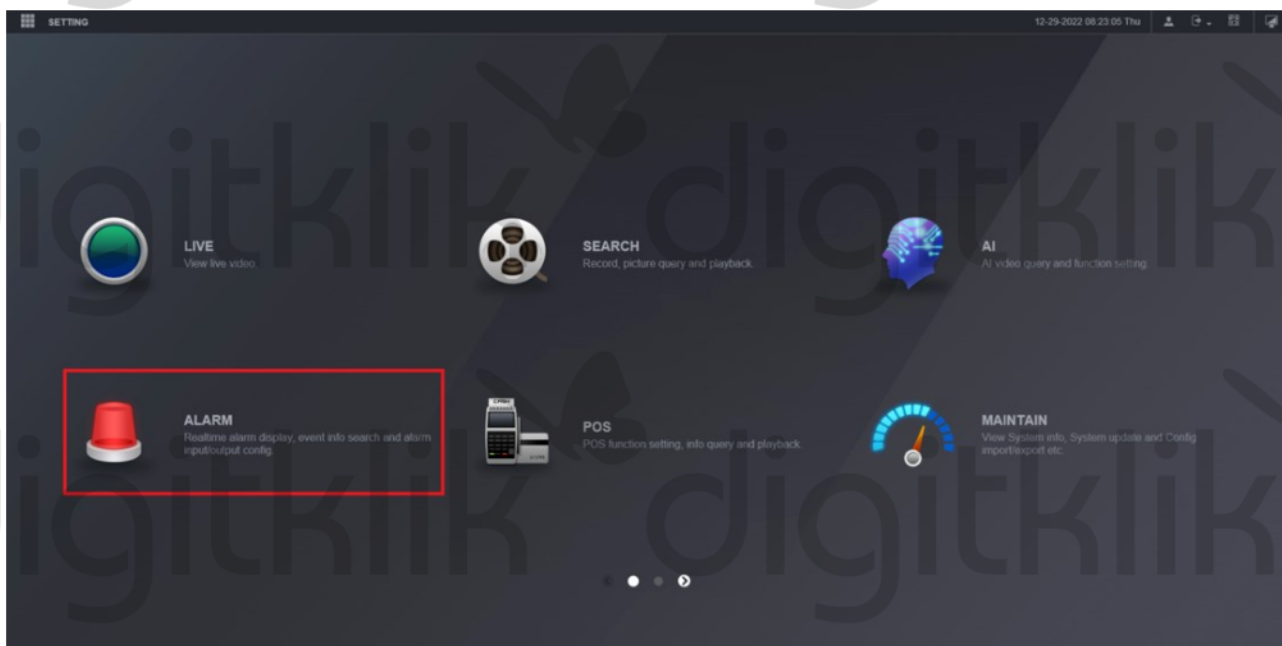 SETTING
12-29-2022 08:23:05 Thu
LIVE
View live video
SEARCH
Record, picture query and playback.
AI
AI video query and function setting
ALARM
Realtime alarm display, event info search and alarm
input/output config.
POS
POS function setting, info query and playback.
MAINTAIN
View System info, System update and Config
import/export etc.
digitklik digitklik
digitklik digitklik